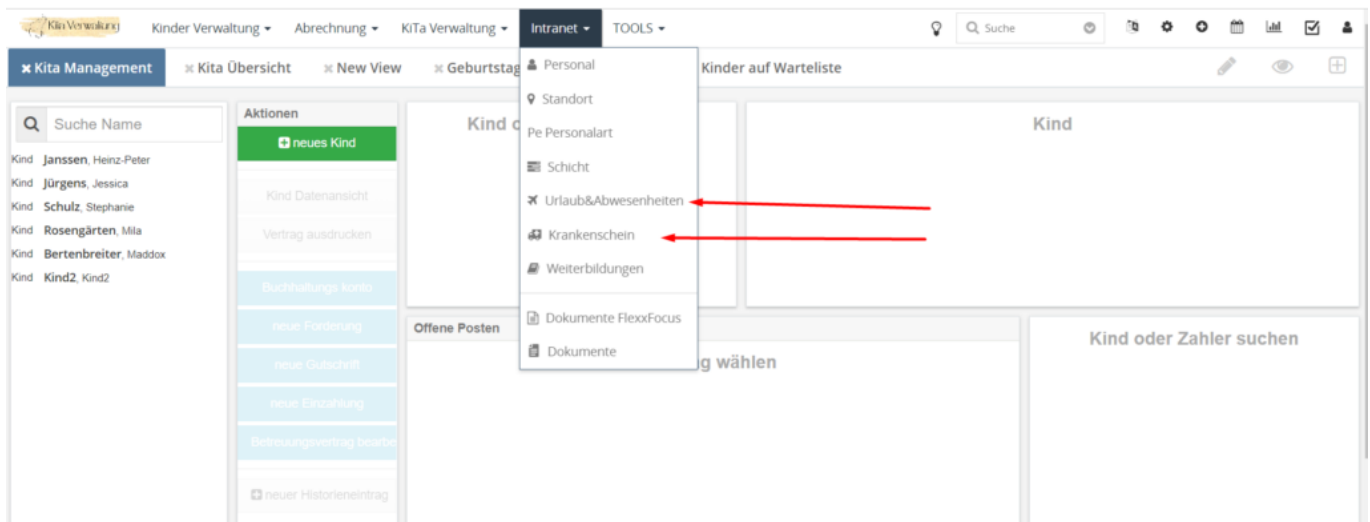 Kiin Verwaltung Kinder Verwaltung Abrechnung KiTa Verwaltung Intranet TOOLS Suche
Kita Management Kita Übersicht New View Geburtstag Kinder auf Warteliste
Suche Name
Kind Janssen, Heinz-Peter
Kind Jürgens, Jessica
Kind Schulz, Stephanie
Kind Rosengärten, Mila
Kind Bertenbreiter, Maddox
Kind Kind2, Kind2
Aktionen
neues Kind
Kind Datenansicht
Vertrag ausdrucken
Buchhaltungs konto
neue Forderung
neue Gutschrift
neue Einzahlung
Betreuungsvertrag bearbe
neuer Historieneintrag
Personal
Standort
Pe Personalart
Schicht
Urlaub&Abwesenheiten
Krankenschein
Weiterbildungen
Dokumente FlexxFocus
Dokumente
Kind
Kind
Offene Posten
wählen
Kind oder Zahler suchen